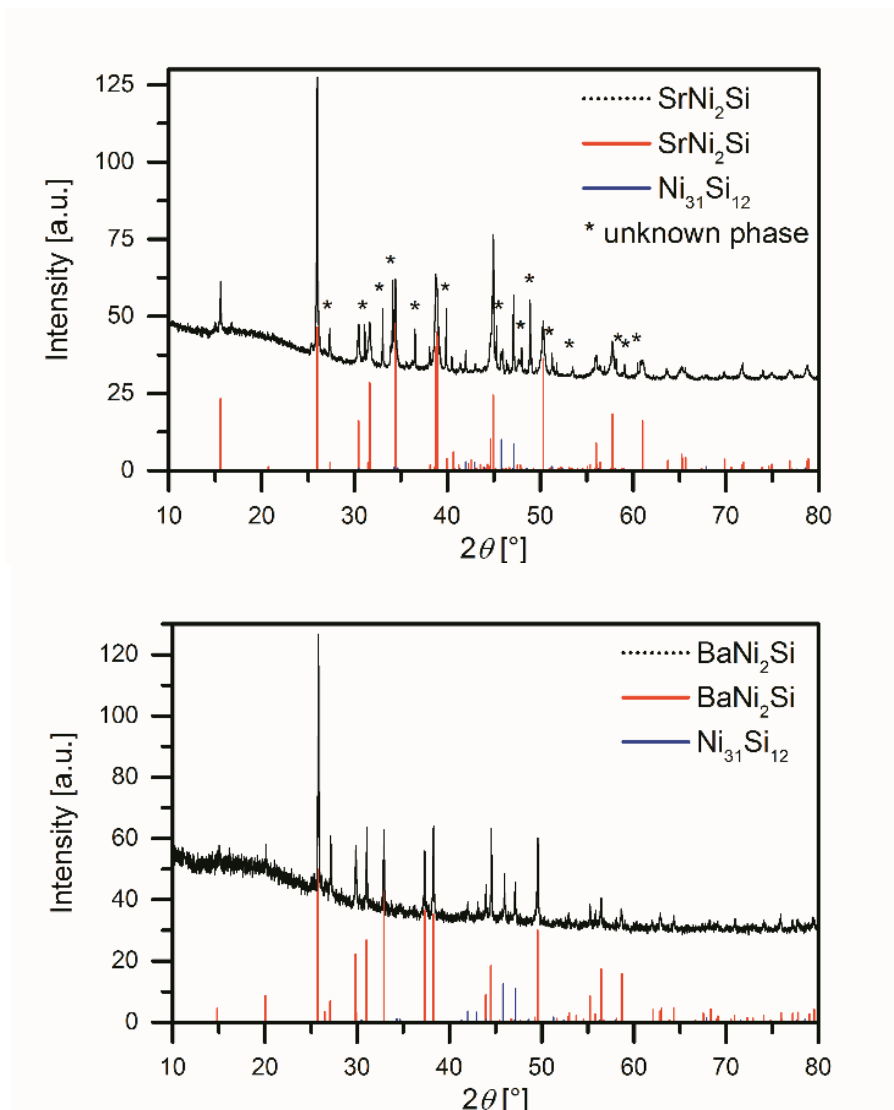 125
100
75
50
25
0
Intensity [a.u.]
SrNi₂Si
SrNi₂Si
Ni₃₁Si₁₂
* unknown phase
* * * * * * * * * * * * * *
10 20 30 40 50 60 70 80
2θ [°]
120
100
80
60
40
20
0
Intensity [a.u.]
BaNi₂Si
BaNi₂Si
Ni₃₁Si₁₂
10 20 30 40 50 60 70 80
2θ [°]